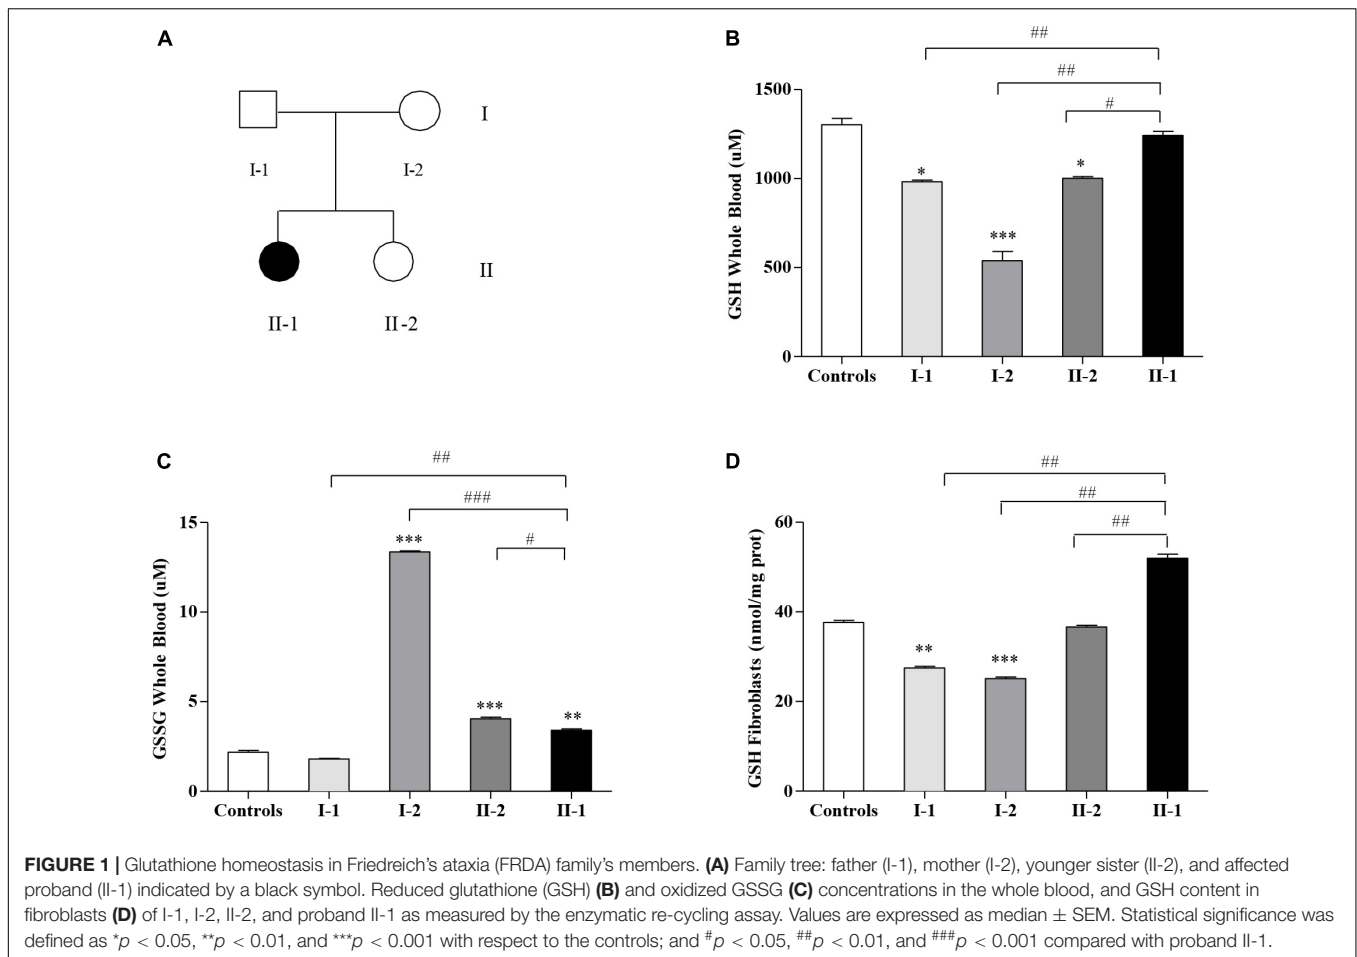 A
I
I-1
I-2
II
II-1
II-2
B
##
##
#
GSH Whole Blood (uM)
1500
1000
500
0
*
***
*
Controls I-1 I-2 II-2 II-1
C
##
###
#
GSSG Whole Blood (uM)
15
10
5
0
***
***
**
Controls I-1 I-2 II-2 II-1
D
##
##
##
GSH Fibroblasts (nmol/mg prot)
60
40
20
0
**
***
Controls I-1 I-2 II-2 II-1
FIGURE 1 | Glutathione homeostasis in Friedreich's ataxia (FRDA) family's members. (A) Family tree: father (I-1), mother (I-2), younger sister (II-2), and affected
proband (II-1) indicated by a black symbol. Reduced glutathione (GSH) (B) and oxidized GSSG (C) concentrations in the whole blood, and GSH content in
fibroblasts (D) of I-1, I-2, II-2, and proband II-1 as measured by the enzymatic re-cycling assay. Values are expressed as median ± SEM. Statistical significance was
defined as *p < 0.05, **p < 0.01, and ***p < 0.001 with respect to the controls; and #p < 0.05, ##p < 0.01, and ###p < 0.001 compared with proband II-1.